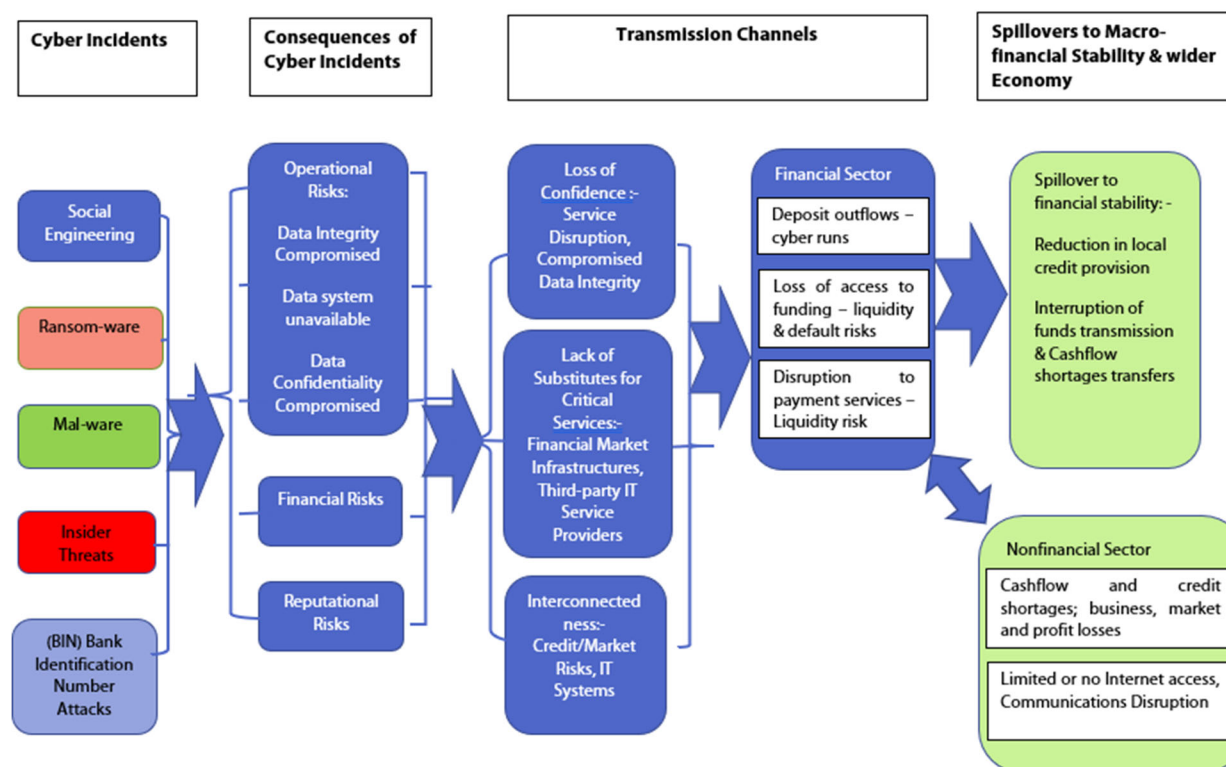 Cyber Incidents
Consequences of
Cyber Incidents
Transmission Channels
Spillovers to Macro-
financial Stability & wider
Economy
Social
Engineering
Ransom-ware
Mal-ware
Insider
Threats
(BIN) Bank
Identification
Number
Attacks
Operational
Risks:
Data Integrity
Compromised
Data system
unavailable
Data
Confidentiality
Compromised
Financial Risks
Reputational
Risks
Loss of
Confidence :-
Service
Disruption,
Compromised
Data Integrity
Lack of
Substitutes for
Critical
Services:-
Financial Market
Infrastructures,
Third-party IT
Service
Providers
Interconnected
ness:-
Credit/Market
Risks, IT
Systems
Financial Sector
Deposit outflows –
cyber runs
Loss of access to
funding – liquidity
& default risks
Disruption to
payment services –
Liquidity risk
Spillover to
financial stability: -
Reduction in local
credit provision
Interruption of
funds transmission
& Cashflow
shortages transfers
Nonfinancial Sector
Cashflow and credit
shortages; business, market
and profit losses
Limited or no Internet access,
Communications Disruption